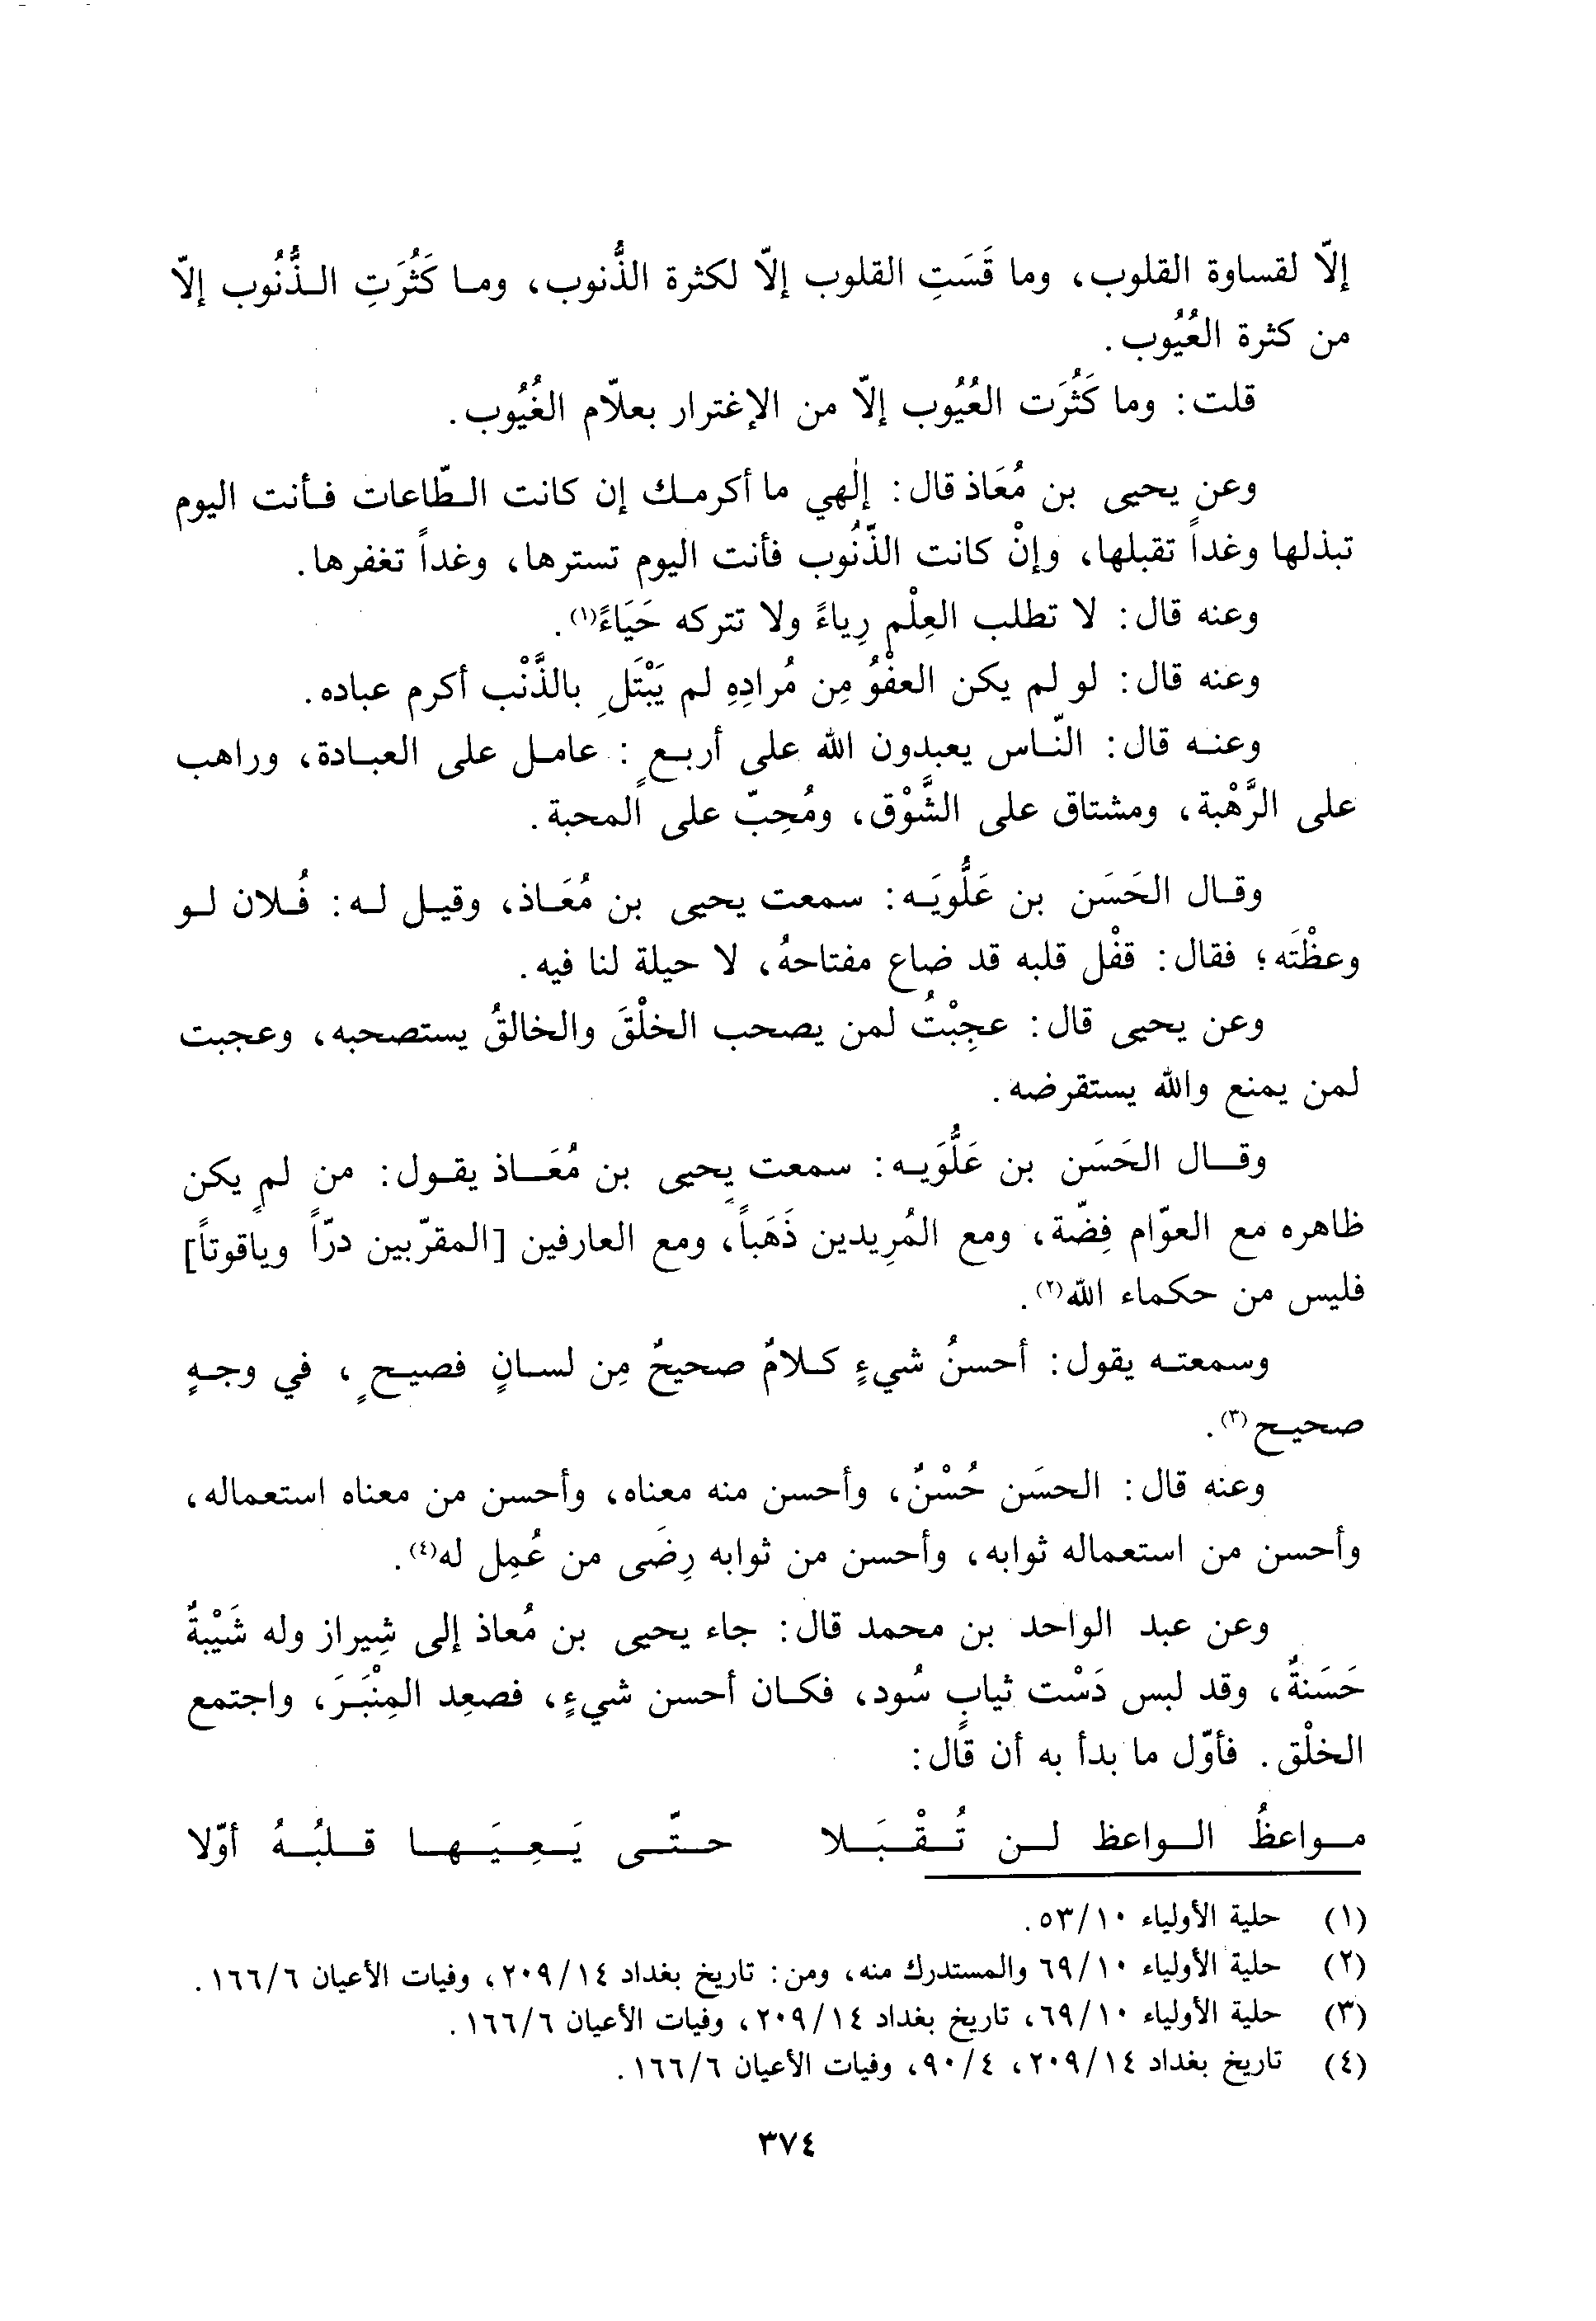 إلّا لقساوة القلوب، وما قَسَتِ القلوب إلّا لكثرة الذُّنوب، وما كَثُرَتِ الذُّنُوب إلّا
من كثرة العُيُوب.
قلت: وما كَثُرَت العُيُوب إلّا من الإغترار بعلّام الغُيُوب.
وعن يحيى بن مُعَاذ قال: إلٰهي ما أكرمك إن كانت الطّاعات فأنت اليوم
تبذلها وغداً تقبلها، وإنْ كانت الذّنُوب فأنت اليوم تسترها، وغداً تغفرها.
وعنه قال: لا تطلب العِلْم رِياءً ولا تتركه حَيَاءً(١).
وعنه قال: لو لم يكن العفْوُ مِن مُرادِهِ لم يَبْتَلِ بالذَّنْب أكرم عباده.
وعنه قال: النّاس يعبدون الله على أربعٍ: عامل على العبادة، وراهب
على الرَّهْبة، ومشتاق على الشَّوْق، ومُحِبّ على المحبة.
وقال الحَسَن بن عَلُّويَه: سمعت يحيى بن مُعَاذ، وقيل له: فُلان لو
وعظْتَه؛ فقال: قفْل قلبه قد ضاع مفتاحهُ، لا حيلة لنا فيه.
وعن يحيى قال: عجِبْتُ لمن يصحب الخلْقَ والخالقُ يستصحبه، وعجبت
لمن يمنع والله يستقرضه.
وقال الحَسَن بن عَلُّوَيه: سمعت يحيى بن مُعَاذ يقول: من لم يكن
ظاهره مع العوّام فِضّة، ومع المُرِيدين ذَهَباً، ومع العارفين [المقرّبين درّاً وياقوتاً]
فليس من حكماء الله(٢).
وسمعته يقول: أحسنُ شيءٍ كلامٌ صحيحٌ مِن لسانٍ فصيحٍ، في وجهٍ
صحيح(٣).
وعنه قال: الحسَن حُسْنٌ، وأحسن منه معناه، وأحسن من معناه استعماله،
وأحسن من استعماله ثوابه، وأحسن من ثوابه رِضَى من عُمِل له(٤).
وعن عبد الواحد بن محمد قال: جاء يحيى بن مُعاذ إلى شِيراز وله شَيْبةٌ
حَسَنةٌ، وقد لبس دَسْت ثيابٍ سُود، فكان أحسن شيءٍ، فصعِد المِنْبَرَ، واجتمع
الخلْق. فأوّل ما بدأ به أن قال:
مواعظُ الواعظ لن تُقْبَلا حتّى يَعِيَها قلبُهُ أوّلا
(١) حلية الأولياء ٥٣/١٠.
(٢) حلية الأولياء ٦٩/١٠ والمستدرك منه، ومن: تاريخ بغداد ٢٠٩/١٤، وفيات الأعيان ١٦٦/٦.
(٣) حلية الأولياء ٦٩/١٠، تاريخ بغداد ٢٠٩/١٤، وفيات الأعيان ١٦٦/٦.
(٤) تاريخ بغداد ٢٠٩/١٤، ٩٠/٤، وفيات الأعيان ١٦٦/٦.
٣٧٤